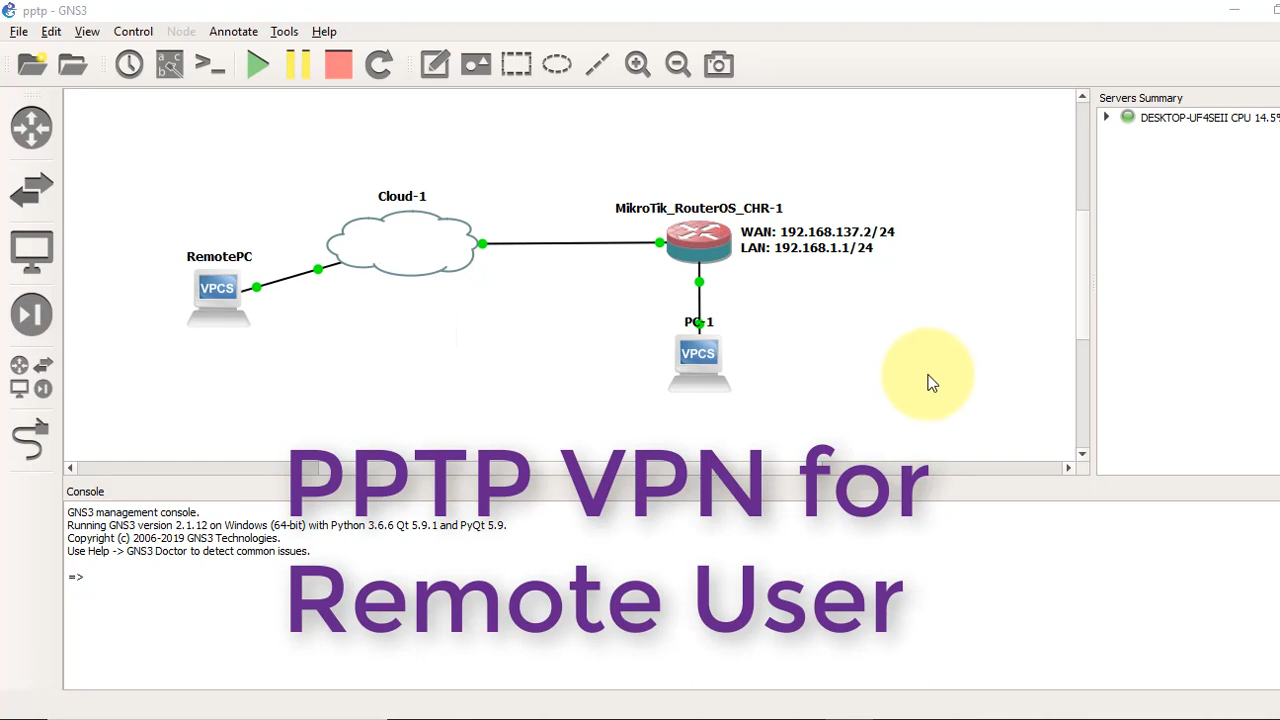 pptp - GNS3
File Edit View Control Node Annotate Tools Help
Servers Summary
DESKTOP-UF4SEII CPU 14.5%
Cloud-1
MikroTik_RouterOS_CHR-1
WAN: 192.168.137.2/24
LAN: 192.168.1.1/24
RemotePC
VPCS
PC-1
VPCS
Console
GNS3 management console.
Running GNS3 version 2.1.12 on Windows (64-bit) with Python 3.6.6 Qt 5.9.1 and PyQt 5.9.
Copyright (c) 2006-2019 GNS3 Technologies.
Use Help -> GNS3 Doctor to detect common issues.
=>
PPTP VPN for
Remote User